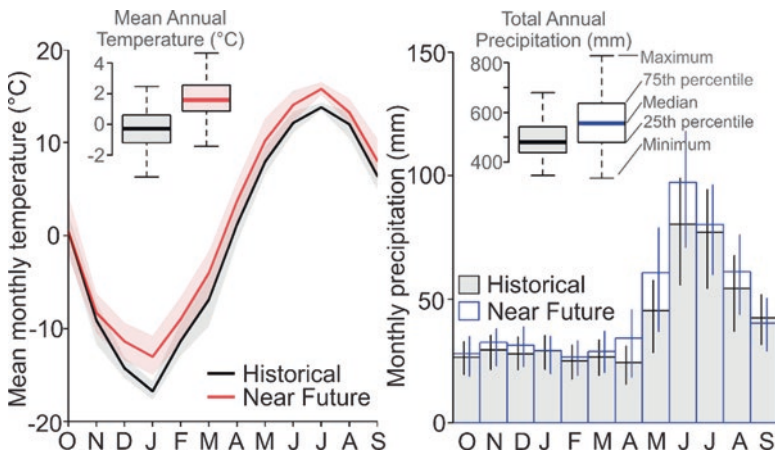 Mean Annual
Temperature (°C)
4
2
0
-2
Mean monthly temperature (°C)
20
10
0
-10
-20
Historical
Near Future
O N D J F M A M J J A S
Total Annual
Precipitation (mm)
800
600
400
Maximum
75th percentile
Median
25th percentile
Minimum
Monthly precipitation (mm)
150
100
50
0
Historical
Near Future
O N D J F M A M J J A S